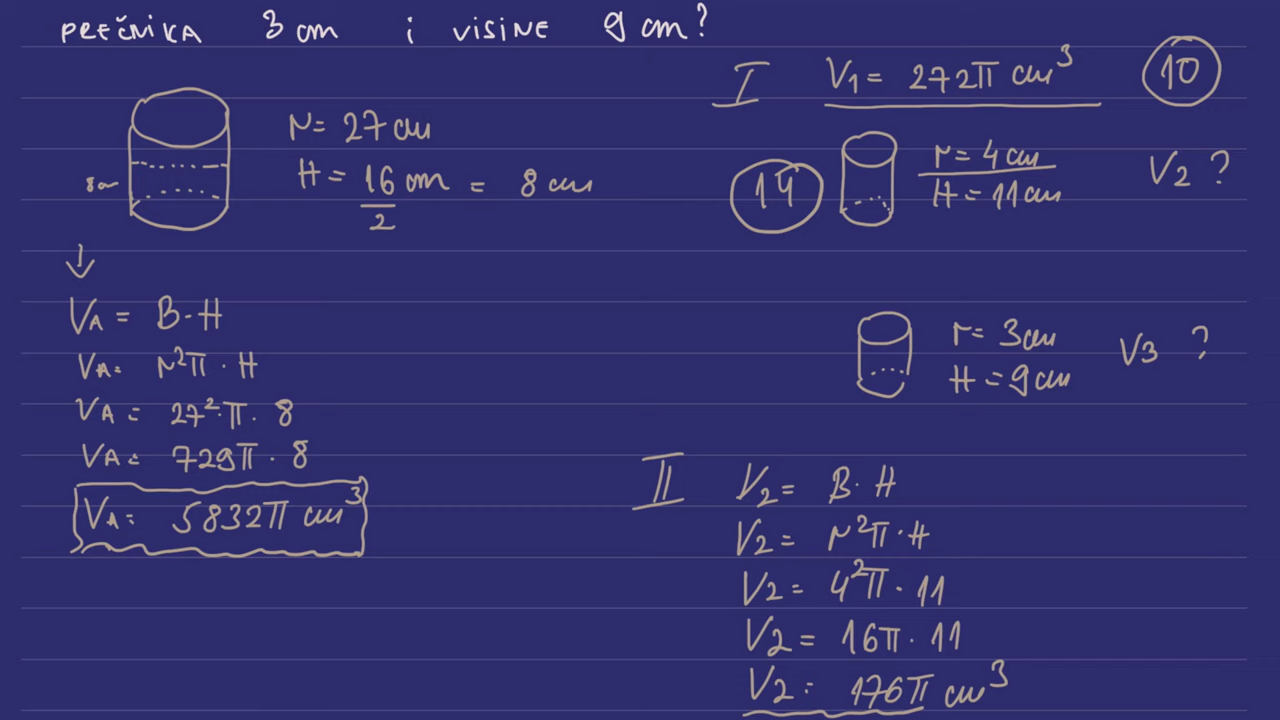 PREČNIKA 3 cm i VISINE 9 cm?
r = 27 cm
H = 16 cm / 2 = 8 cm
8 cm
↓
VA = B · H
VA = r²π · H
VA = 27² · π · 8
VA = 729π · 8
VA = 5832π cm³
I V1 = 272π cm³ 10
14 r = 4 cm V2 ?
H = 11 cm
r = 3 cm V3 ?
H = 9 cm
II V2 = B · H
V2 = r²π · H
V2 = 4²π · 11
V2 = 16π · 11
V2 = 176π cm³